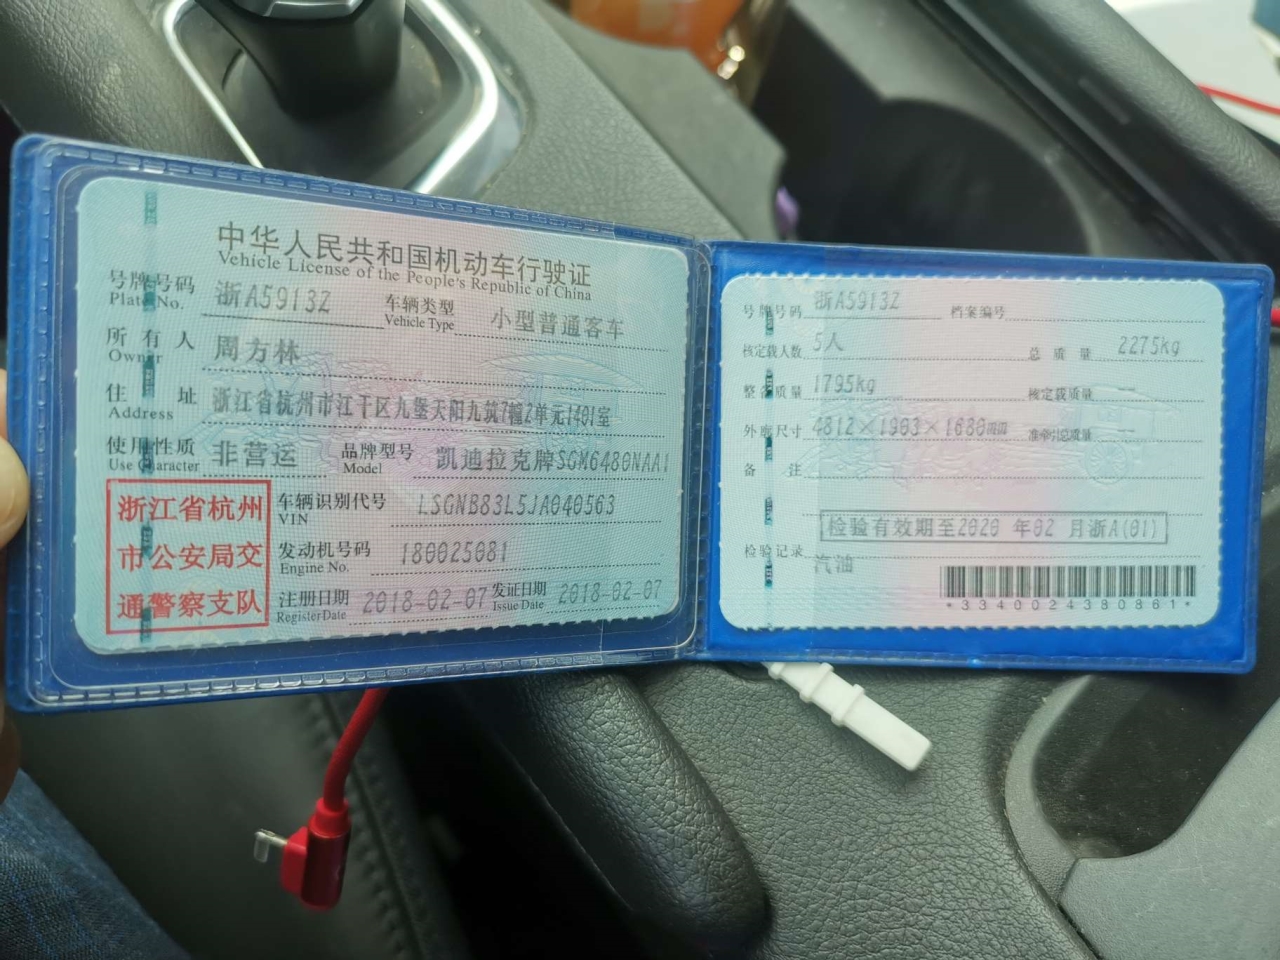 中华人民共和国机动车行驶证
Vehicle License of the People's Republic of China
号牌号码 浙A5913Z 车辆类型 小型普通客车
Plate No. Vehicle Type
所有人 周方林
Owner
住址 浙江省杭州市江干区九堡天阳九筑7幢2单元1401室
Address
使用性质 非营运 品牌型号 凯迪拉克牌SGM6480NAA1
Use Character Model
浙江省杭州
市公安局交
通警察支队
车辆识别代号 LSGNB83L5JA040563
VIN
发动机号码 180025081
Engine No.
注册日期 2018-02-07 发证日期 2018-02-07
Register Date Issue Date
号牌号码 浙A5913Z 档案编号
核定载人数 5人 总质量 2275kg
整备质量 1795kg 核定载质量 --
外廓尺寸 4812×1903×1680mm 准牵引总质量 --
备注
检验有效期至2020年02月浙A(01)
检验记录
汽油
*3340024380861*